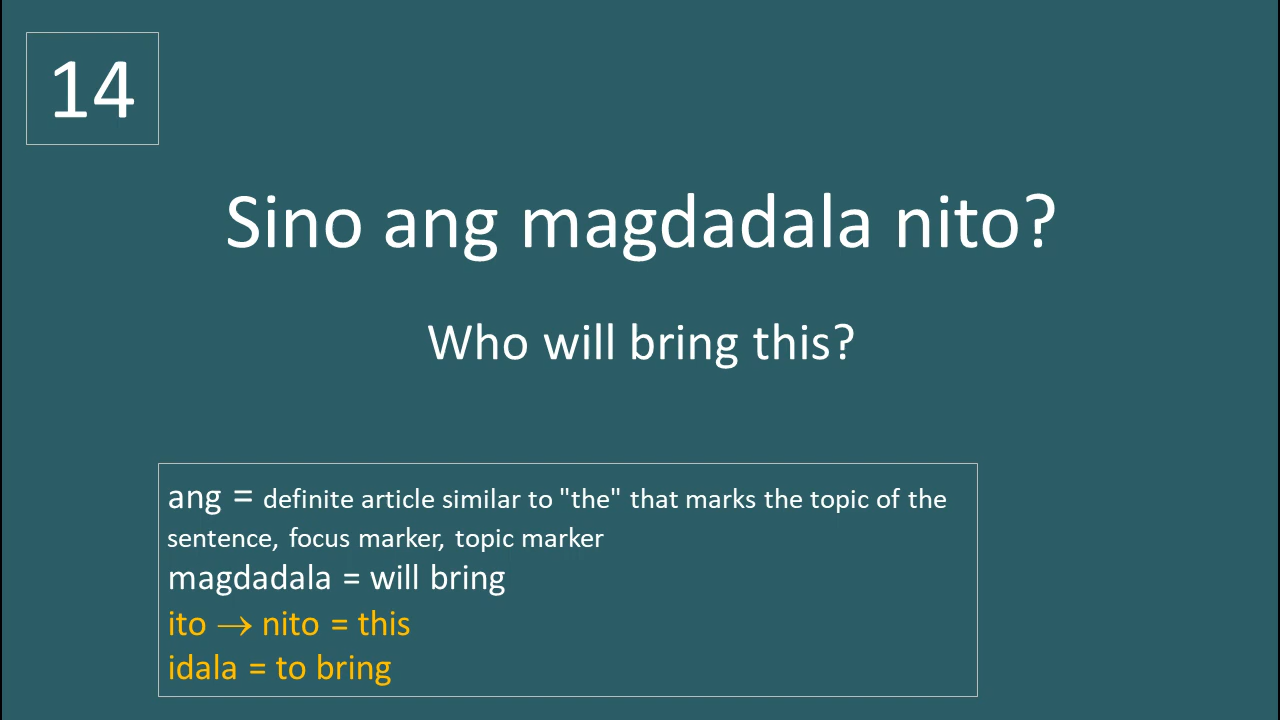 14
Sino ang magdadala nito?
Who will bring this?
ang = definite article similar to "the" that marks the topic of the
sentence, focus marker, topic marker
magdadala = will bring
ito → nito = this
idala = to bring